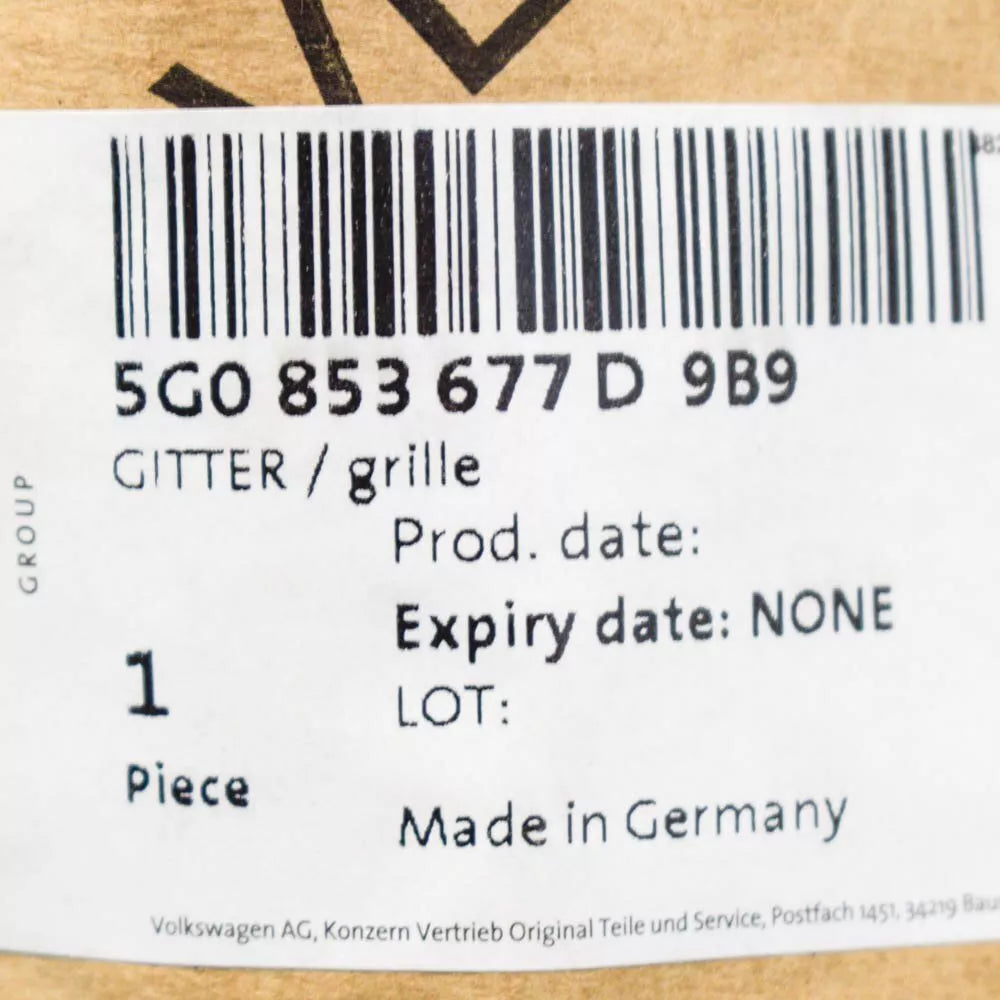 5G0 853 677 D 9B9
GITTER / grille
Prod. date:
Expiry date: NONE
LOT:
1
Piece
Made in Germany
GROUP
Volkswagen AG, Konzern Vertrieb Original Teile und Service, Postfach 1451, 34219